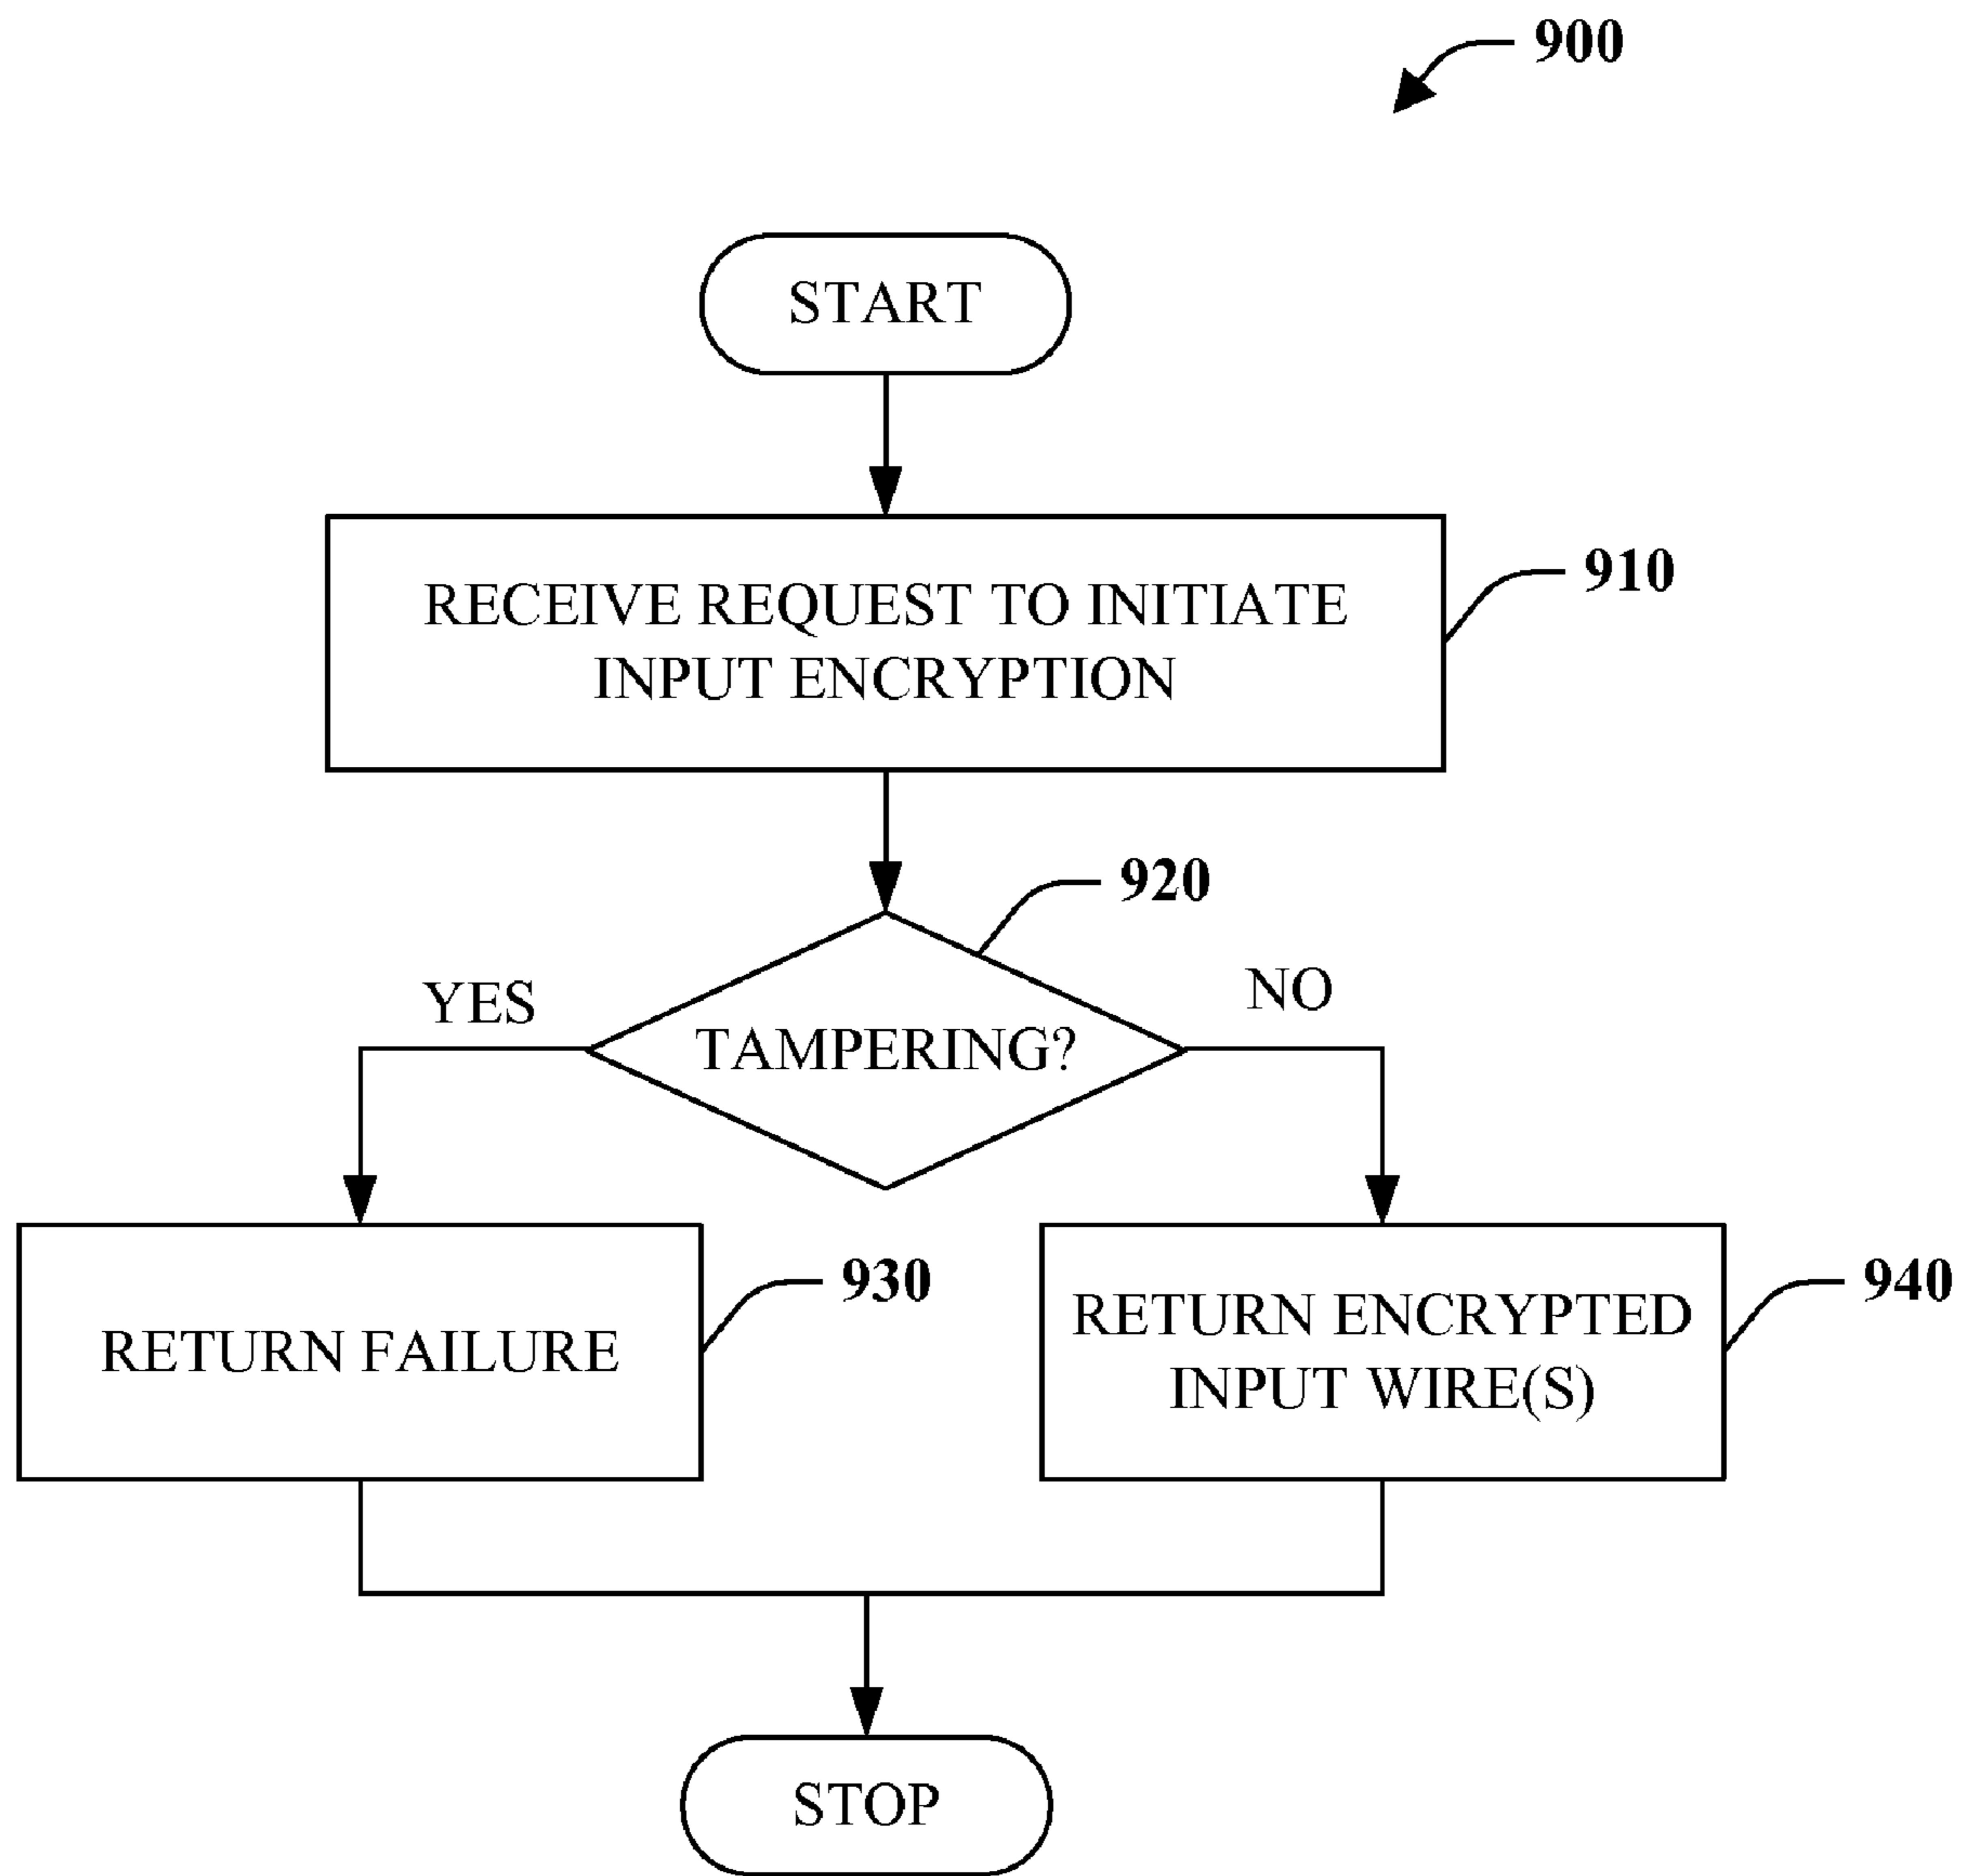 900
START
RECEIVE REQUEST TO INITIATE
INPUT ENCRYPTION
910
920
YES
NO
TAMPERING?
RETURN FAILURE
930
RETURN ENCRYPTED
INPUT WIRE(S)
940
STOP